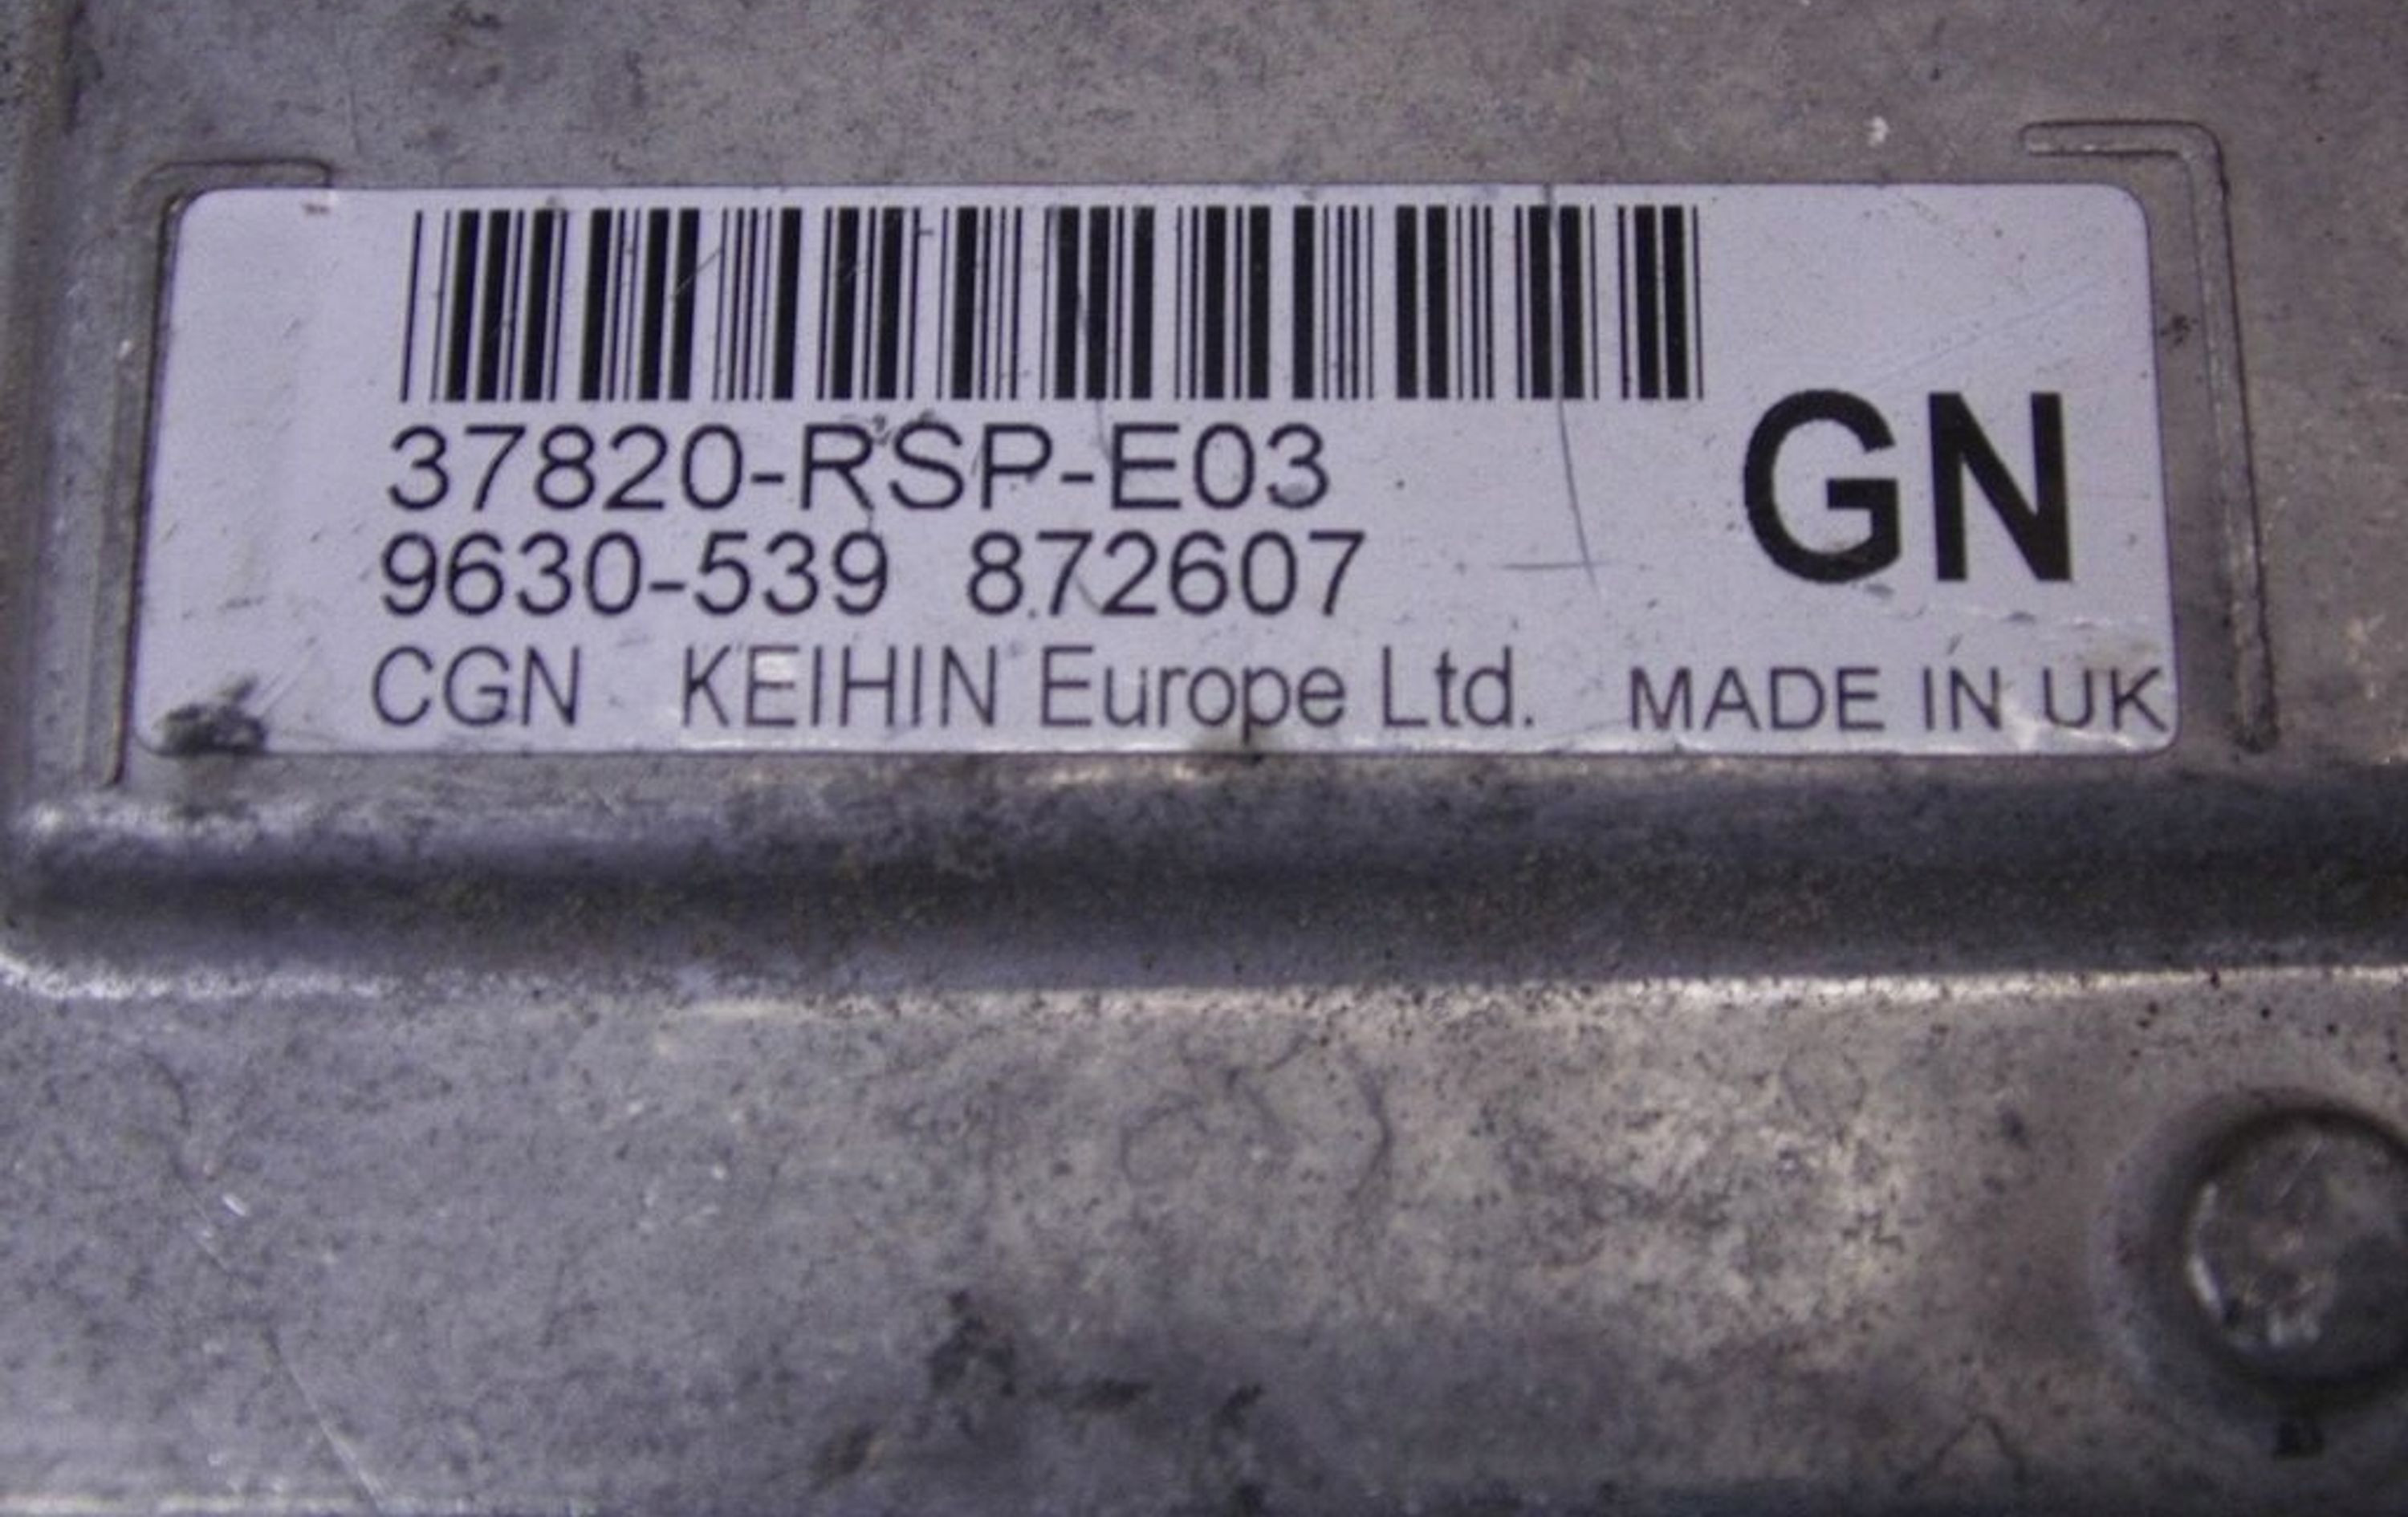 37820-RSP-E03
9630-539 872607
GN
CGN KEIHIN Europe Ltd. MADE IN UK